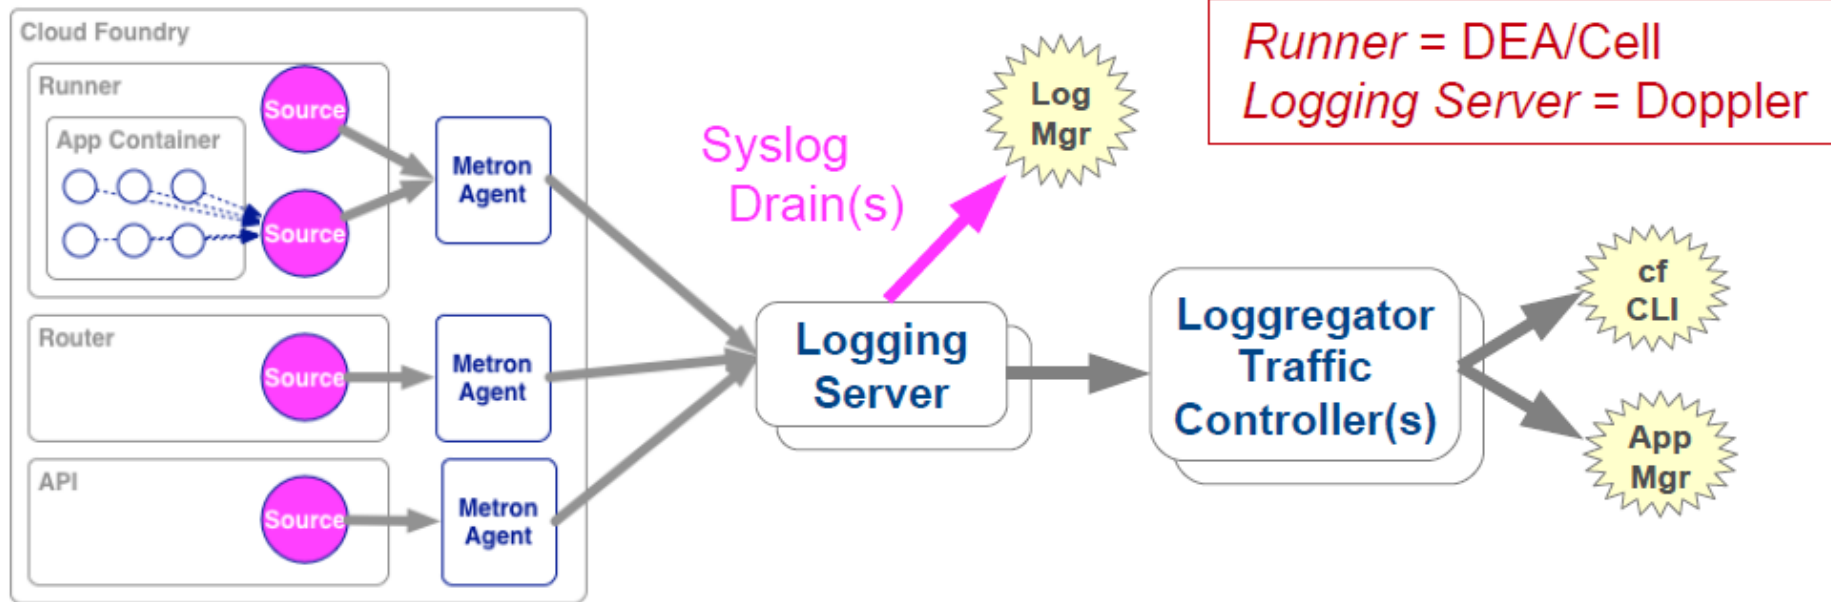 Cloud Foundry
Runner
Source
App Container
Source
Metron
Agent
Router
Source
Metron
Agent
API
Source
Metron
Agent
Syslog
Drain(s)
Log
Mgr
Logging
Server
Loggregator
Traffic
Controller(s)
cf
CLI
App
Mgr
Runner = DEA/Cell
Logging Server = Doppler